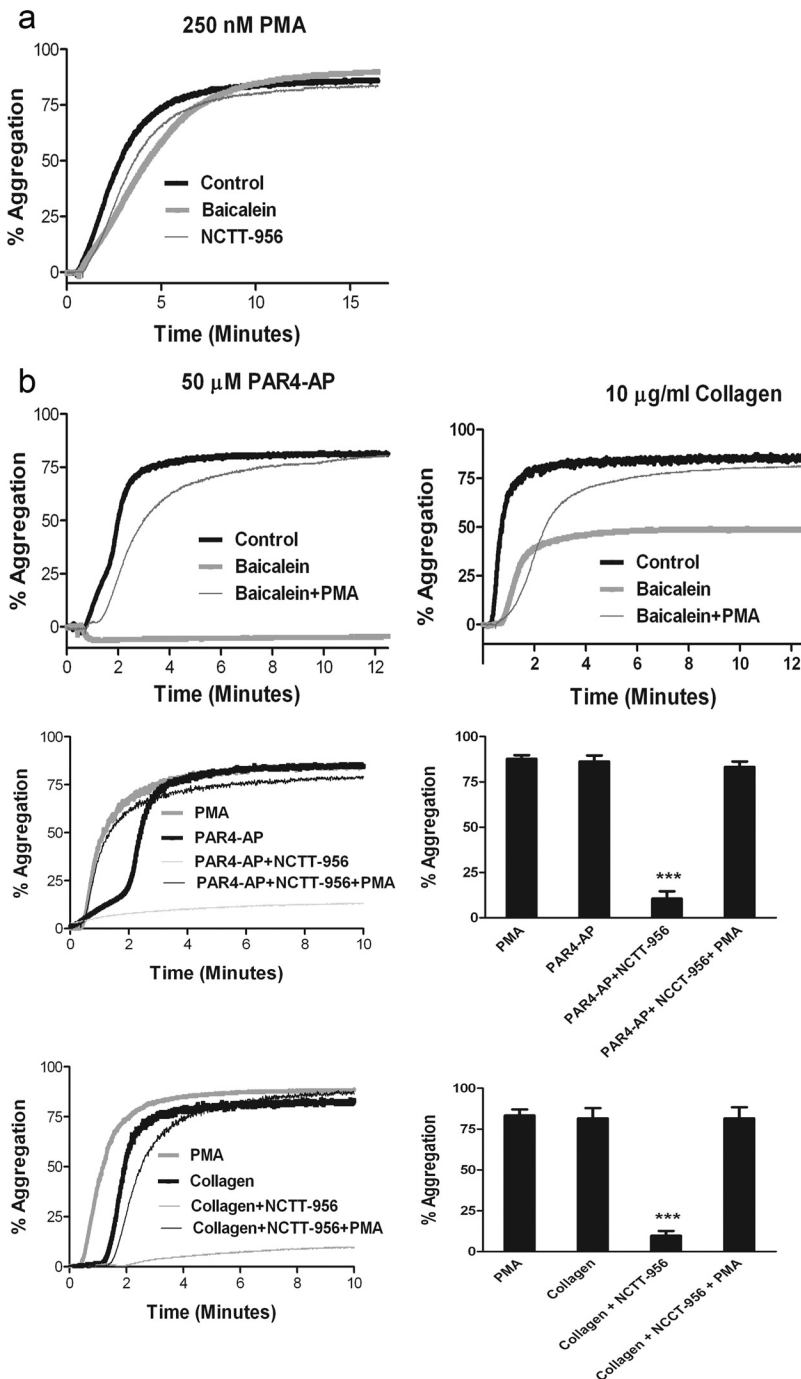 a
250 nM PMA
% Aggregation
100
75
50
25
0
Control
Baicalein
NCTT-956
0 5 10 15
Time (Minutes)
b
50 μM PAR4-AP
% Aggregation
100
75
50
25
0
Control
Baicalein
Baicalein+PMA
0 2 4 6 8 10 12
Time (Minutes)
10 μg/ml Collagen
% Aggregation
100
75
50
25
0
Control
Baicalein
Baicalein+PMA
2 4 6 8 10 12
Time (Minutes)
% Aggregation
100
75
50
25
0
PMA
PAR4-AP
PAR4-AP+NCTT-956
PAR4-AP+NCTT-956+PMA
0 2 4 6 8 10
Time (Minutes)
% Aggregation
100
75
50
25
0
***
PMA
PAR4-AP
PAR4-AP+NCTT-956
PAR4-AP+ NCCT-956+ PMA
% Aggregation
100
75
50
25
0
PMA
Collagen
Collagen+NCTT-956
Collagen+NCTT-956+PMA
0 2 4 6 8 10
Time (Minutes)
% Aggregation
100
75
50
25
0
***
PMA
Collagen
Collagen + NCTT-956
Collagen + NCCT-956 + PMA